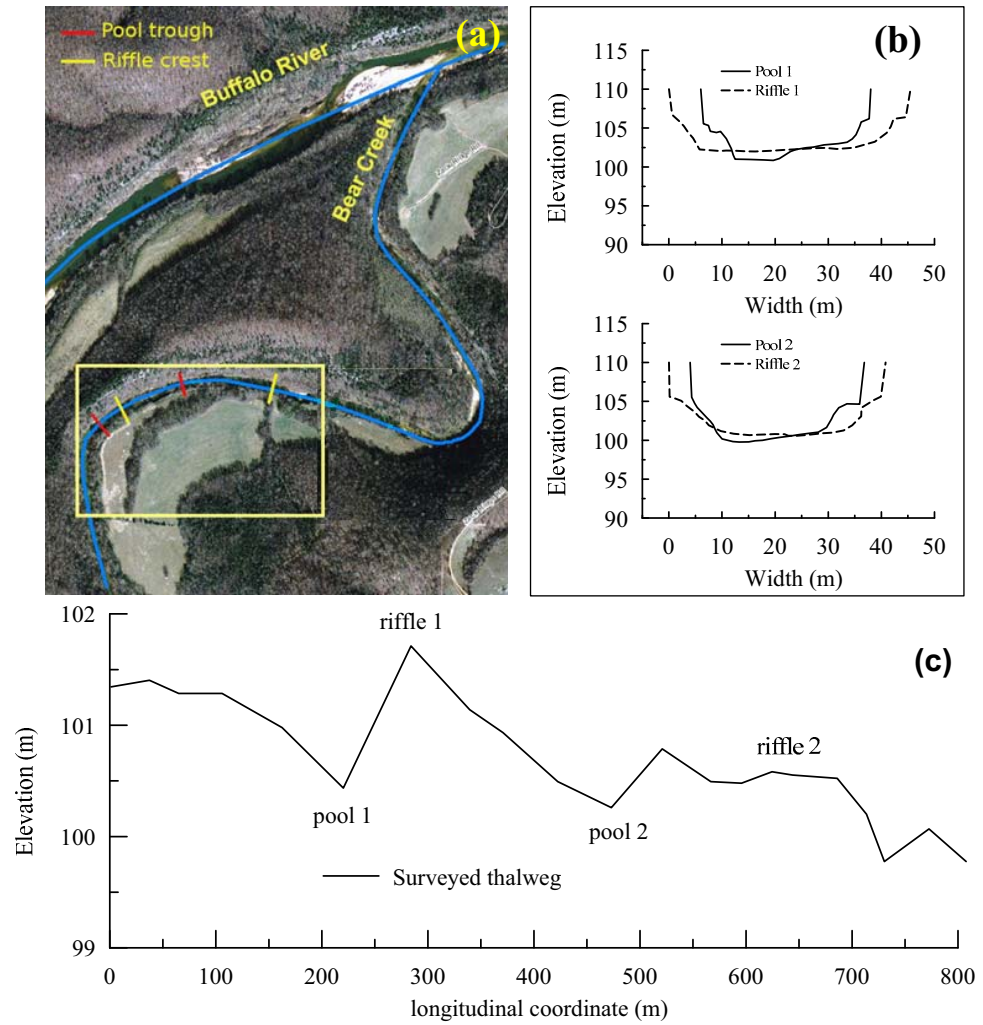 Pool trough
Riffle crest
(a)
Buffalo River
Bear Creek
(b)
115
110
105
100
95
90
Elevation (m)
Pool 1
Riffle 1
0 10 20 30 40 50
Width (m)
115
110
105
100
95
90
Elevation (m)
Pool 2
Riffle 2
0 10 20 30 40 50
Width (m)
(c)
102
101
100
99
Elevation (m)
riffle 1
pool 1
riffle 2
pool 2
Surveyed thalweg
0 100 200 300 400 500 600 700 800
longitudinal coordinate (m)